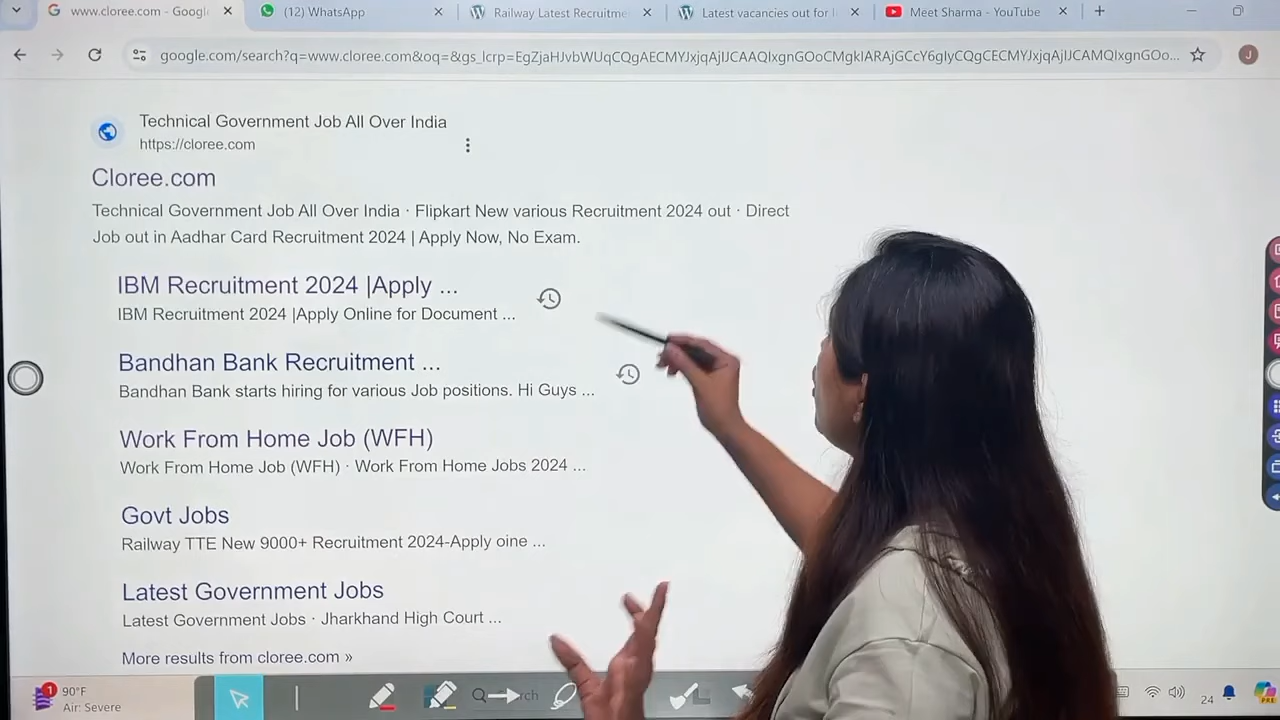 www.cloree.com - Googl
(12) WhatsApp
Railway Latest Recruitme
Latest vacancies out for
Meet Sharma - YouTube
google.com/search?q=www.cloree.com&oq=&gs_lcrp=
J
Technical Government Job All Over India
https://cloree.com
Cloree.com
Technical Government Job All Over India · Flipkart New various Recruitment 2024 out · Direct
Job out in Aadhar Card Recruitment 2024 | Apply Now, No Exam.
IBM Recruitment 2024 |Apply ...
IBM Recruitment 2024 |Apply Online for Document ...
Bandhan Bank Recruitment ...
Bandhan Bank starts hiring for various Job positions. Hi Guys ...
Work From Home Job (WFH)
Work From Home Job (WFH) · Work From Home Jobs 2024 ...
Govt Jobs
Railway TTE New 9000+ Recruitment 2024-Apply oine ...
Latest Government Jobs
Latest Government Jobs · Jharkhand High Court ...
More results from cloree.com »
1
90°F
Air: Severe
24
PRE